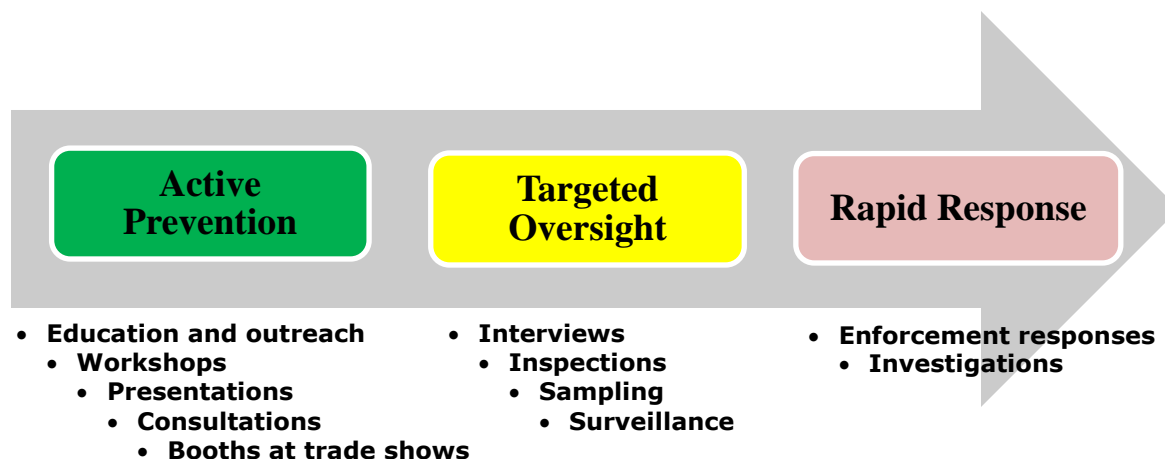 Active
Prevention
Targeted
Oversight
Rapid Response
• Education and outreach
• Workshops
• Presentations
• Consultations
• Booths at trade shows
• Interviews
• Inspections
• Sampling
• Surveillance
• Enforcement responses
• Investigations